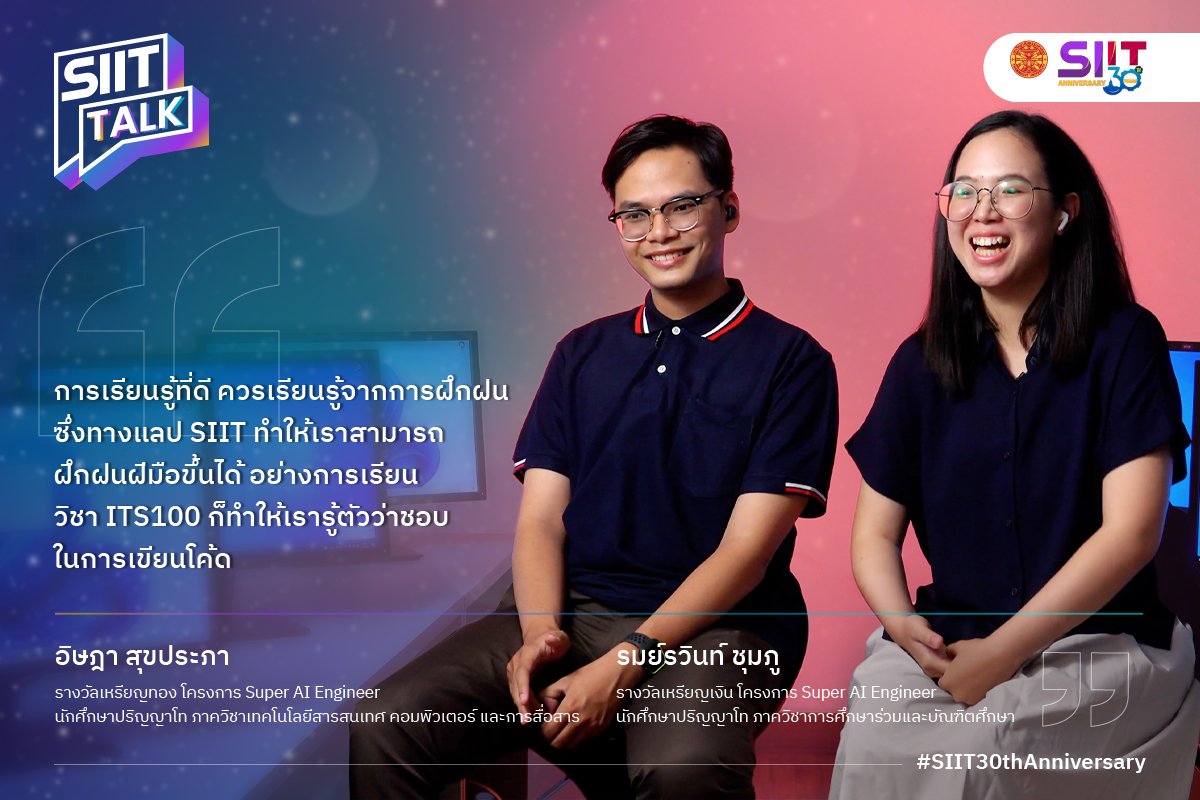 SIIT
TALK
SIIT
ANNIVERSARY 30
การเรียนรู้ที่ดี ควรเรียนรู้จากการฝึกฝน
ซึ่งทางแลป SIIT ทำให้เราสามารถ
ฝึกฝนฝีมือขึ้นได้ อย่างการเรียน
วิชา ITS100 ก็ทำให้เรารู้ตัวว่าชอบ
ในการเขียนโค้ด
อิษฎา สุขประภา
รางวัลเหรียญทอง โครงการ Super AI Engineer
นักศึกษาปริญญาโท ภาควิชาเทคโนโลยีสารสนเทศ คอมพิวเตอร์ และการสื่อสาร
รมย์รวินท์ ชุมภู
รางวัลเหรียญเงิน โครงการ Super AI Engineer
นักศึกษาปริญญาโท ภาควิชาการศึกษาร่วมและบัณฑิตศึกษา
#SIIT30thAnniversary